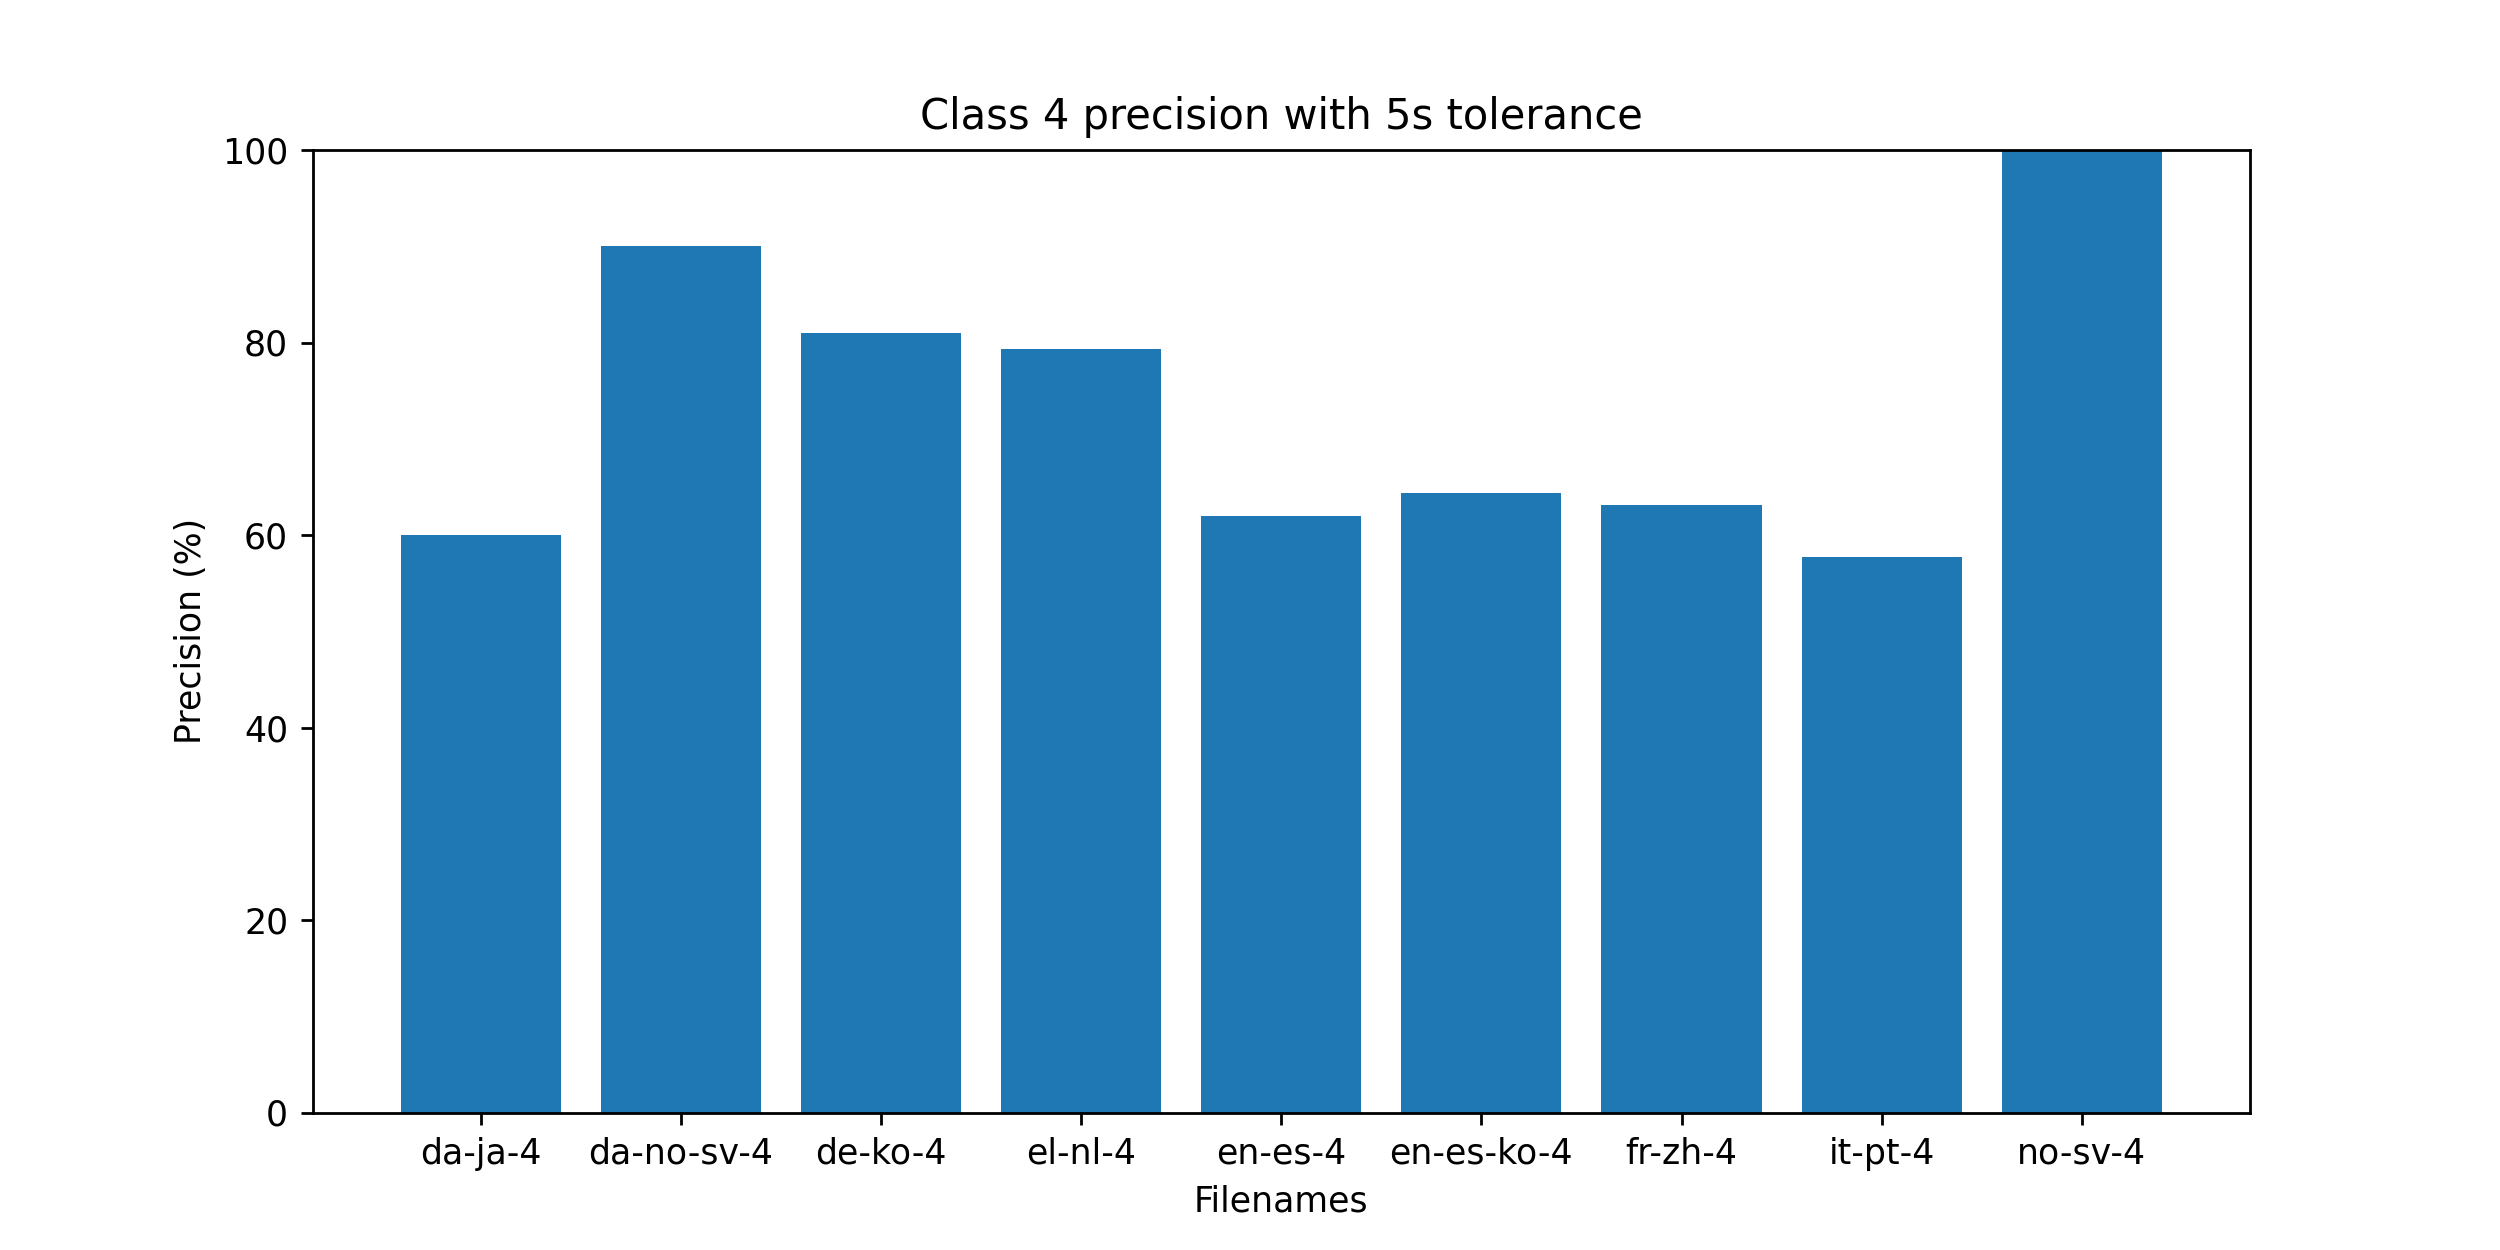 Class 4 precision with 5s tolerance
100
80
60
40
20
0
Precision (%)
da-ja-4 da-no-sv-4 de-ko-4 el-nl-4 en-es-4 en-es-ko-4 fr-zh-4 it-pt-4 no-sv-4
Filenames